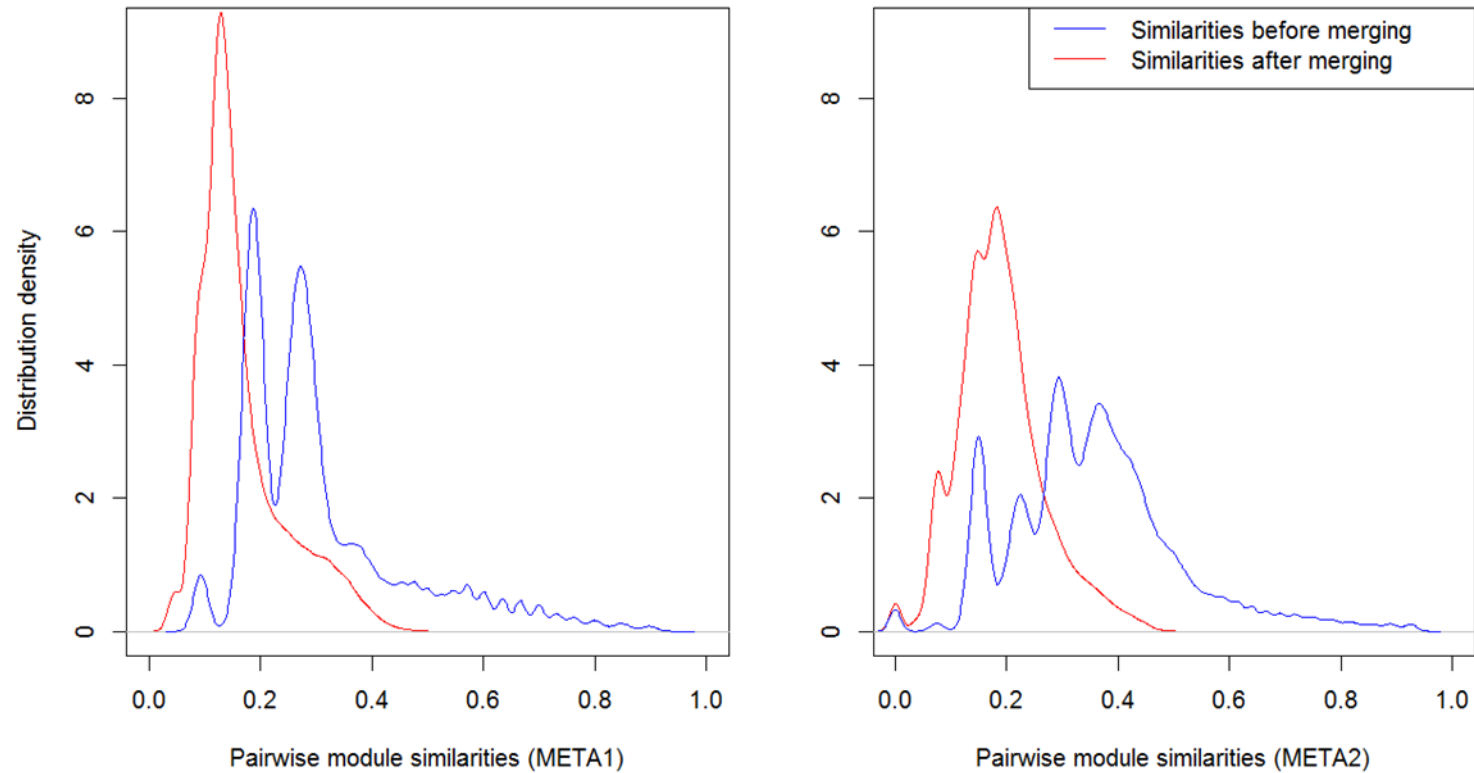 Similarities before merging
Similarities after merging
Distribution density
8
6
4
2
0
0.0 0.2 0.4 0.6 0.8 1.0
Pairwise module similarities (META1)
8
6
4
2
0
0.0 0.2 0.4 0.6 0.8 1.0
Pairwise module similarities (META2)